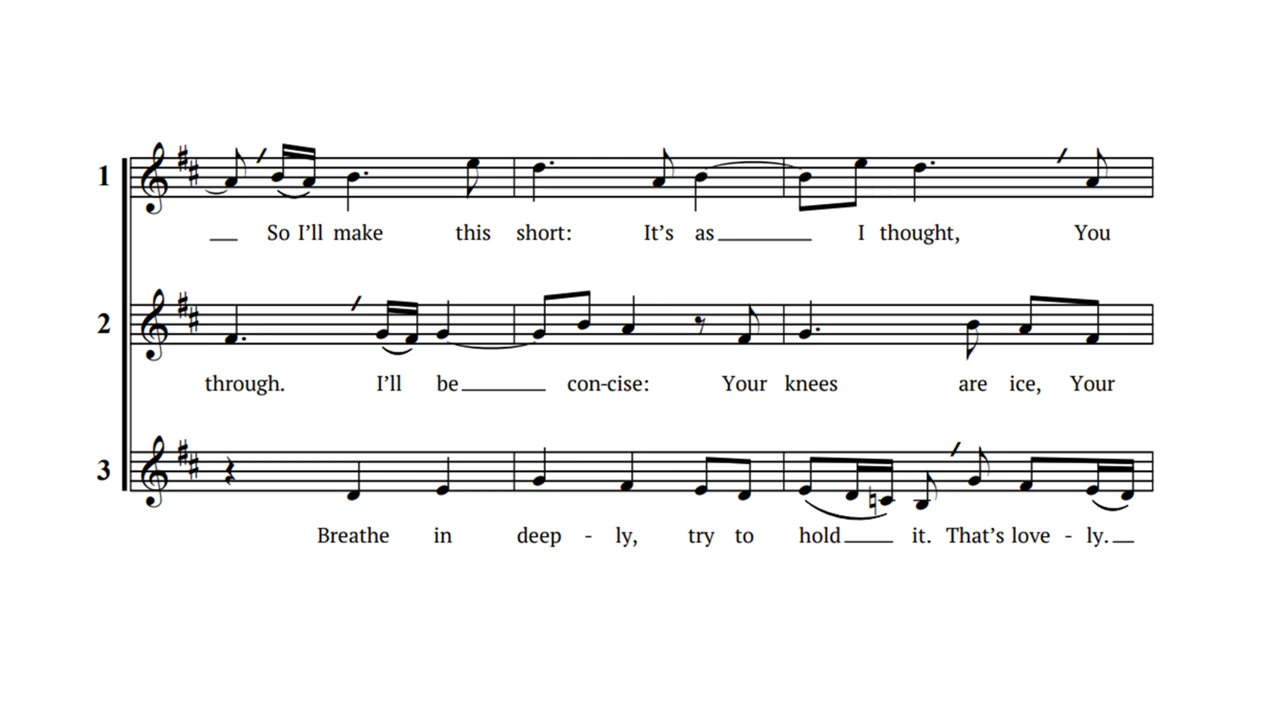 1
So I’ll make this short: It’s as I thought, You
2
through. I’ll be con-cise: Your knees are ice, Your
3
Breathe in deep - ly, try to hold it. That’s love - ly.